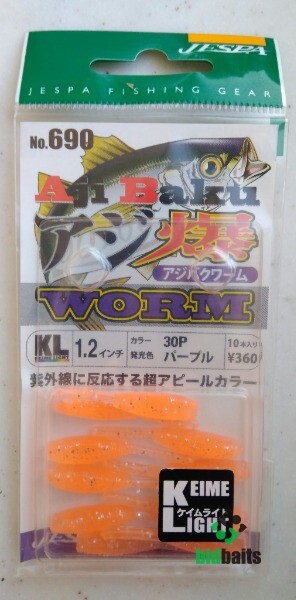 JESPA
JESPA FISHING GEAR
No.690
Aji Baku
アジ爆
アジバクワーム
WORM
KL 1.2インチ カラー 30P 10本入り
KEIME LIGHT 発光色 パープル ¥360
紫外線に反応する超アピールカラー
KEIME
ケイムライト
LIGHT
bidbaits